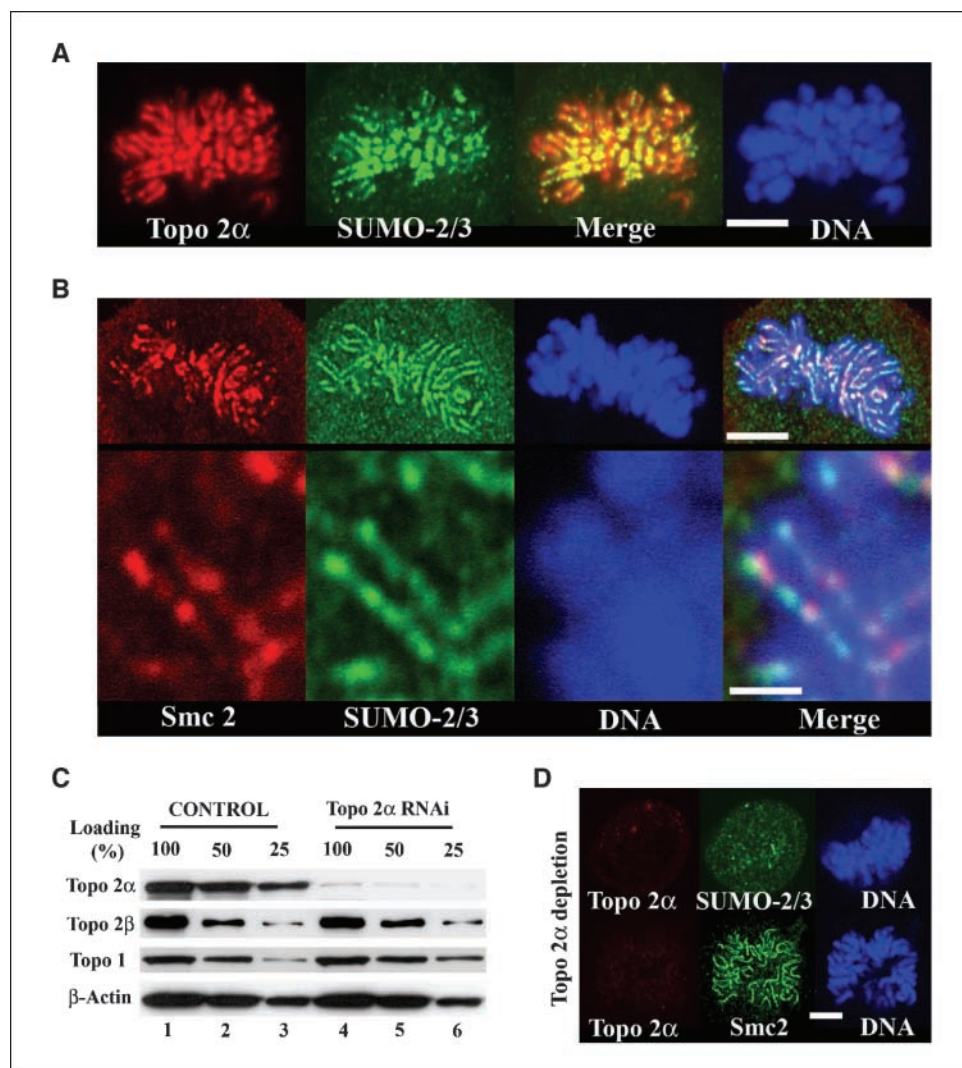 A
Topo 2α SUMO-2/3 Merge DNA
B
Smc 2 SUMO-2/3 DNA Merge
C
CONTROL Topo 2α RNAi
Loading
(%) 100 50 25 100 50 25
Topo 2α
Topo 2β
Topo 1
β-Actin
1 2 3 4 5 6
D
Topo 2α depletion
Topo 2α SUMO-2/3 DNA
Topo 2α Smc2 DNA